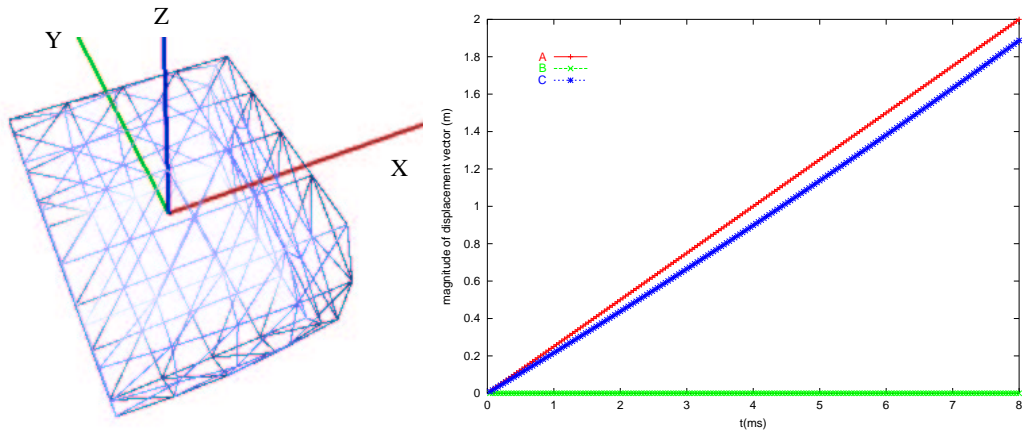 Z
Y
X
magnitude of displacement vector (m)
2
1.8
1.6
1.4
1.2
1
0.8
0.6
0.4
0.2
0
A
B
C
0 1 2 3 4 5 6 7 8
t(ms)